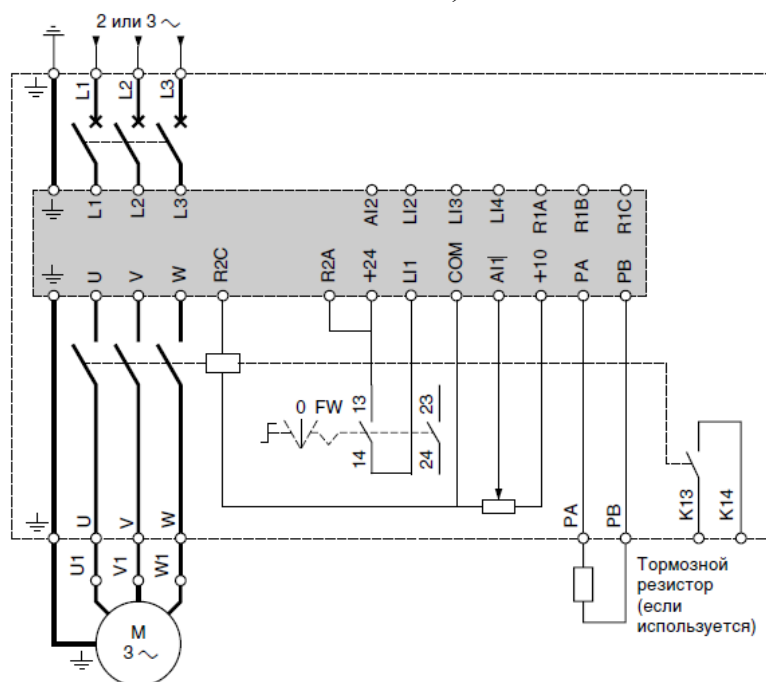 2 или 3 ~
L1 L2 L3
L1 L2 L3 AI2 LI2 LI3 LI4 R1A R1B R1C
U V W R2C R2A +24 LI1 COM AI1 +10 PA PB
0 FW 13 23
14 24
U V W PA PB K13 K14
U1 V1 W1
Тормозной
резистор
(если
используется)
M
3 ~